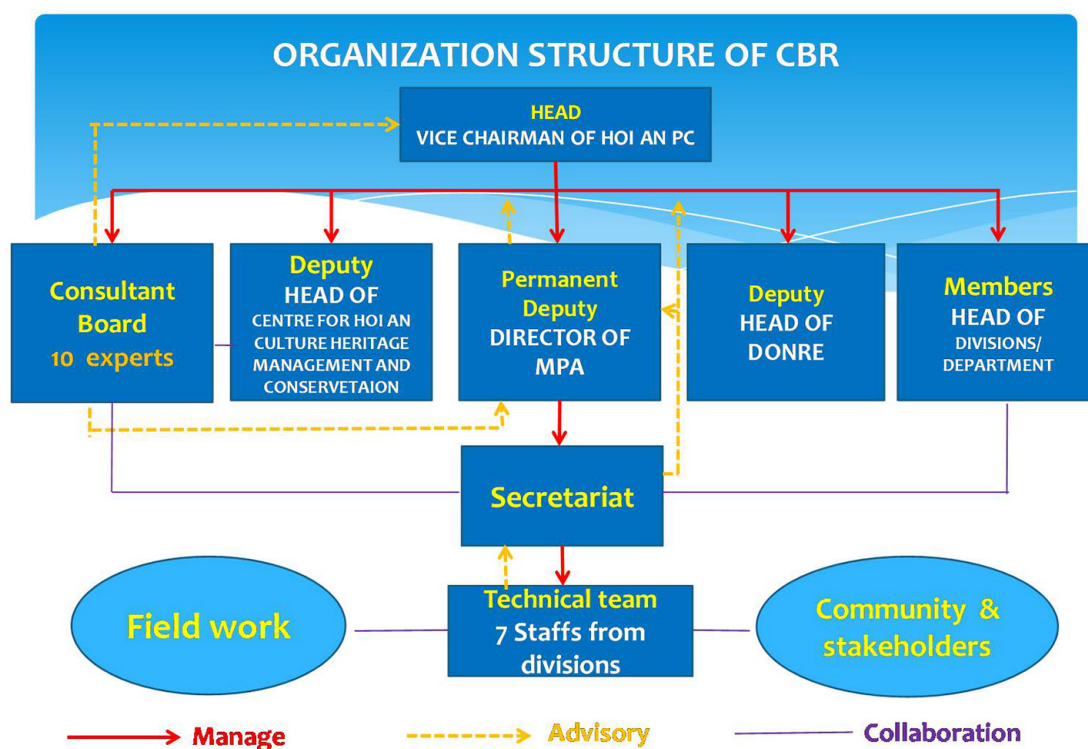 ORGANIZATION STRUCTURE OF CBR
HEAD
VICE CHAIRMAN OF HOI AN PC
Consultant
Board
10 experts
Deputy
HEAD OF
CENTRE FOR HOI AN
CULTURE HERITAGE
MANAGEMENT AND
CONSERVETAION
Permanent
Deputy
DIRECTOR OF
MPA
Deputy
HEAD OF
DONRE
Members
HEAD OF
DIVISIONS/
DEPARTMENT
Secretariat
Field work
Technical team
7 Staffs from
divisions
Community &
stakeholders
Manage
Advisory
Collaboration